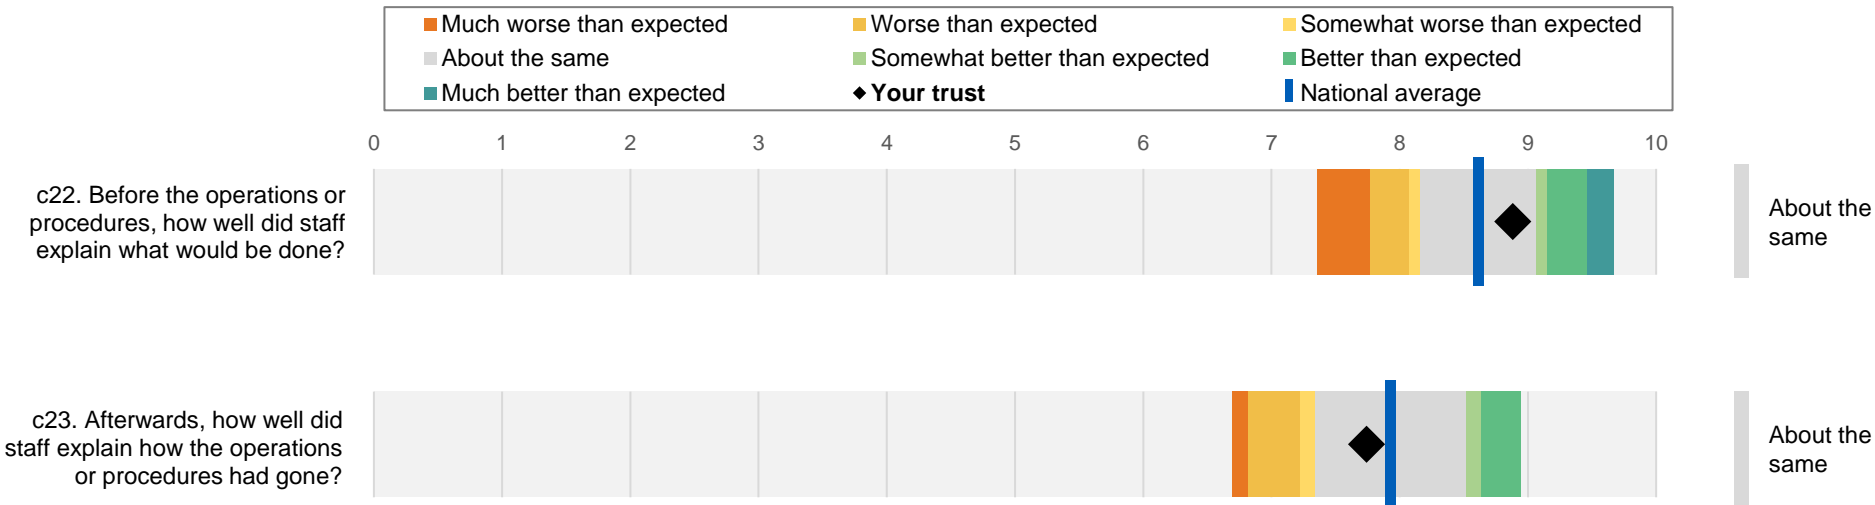 Much worse than expected
Worse than expected
Somewhat worse than expected
About the same
Somewhat better than expected
Better than expected
Much better than expected
Your trust
National average
0 1 2 3 4 5 6 7 8 9 10
c22. Before the operations or
procedures, how well did staff
explain what would be done?
About the
same
c23. Afterwards, how well did
staff explain how the operations
or procedures had gone?
About the
same